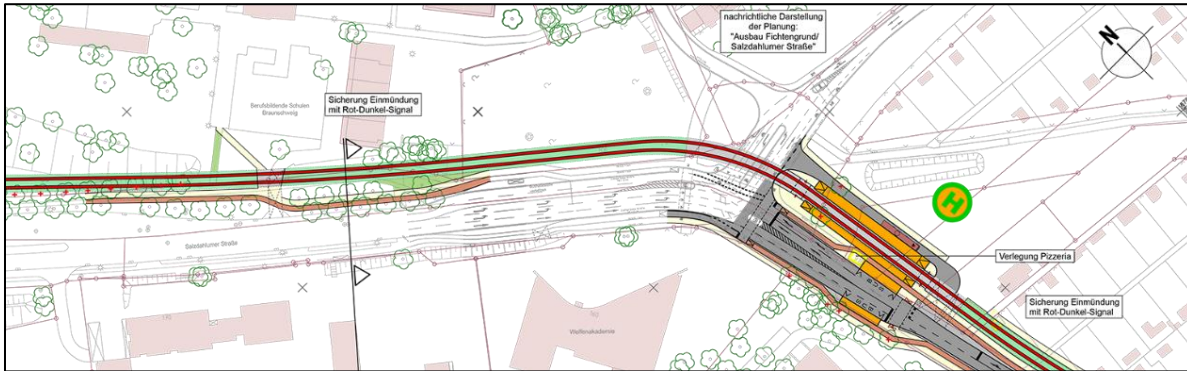 nachrichtliche Darstellung
der Planung:
"Ausbau Fichtengrund/
Salzdahlumer Straße"
N
Berufsbildende Schulen
Braunschweig
Sicherung Einmündung
mit Rot-Dunkel-Signal
H
Salzdahlumer Straße
Verlegung Pizzeria
Sicherung Einmündung
mit Rot-Dunkel-Signal
Welfenakademie